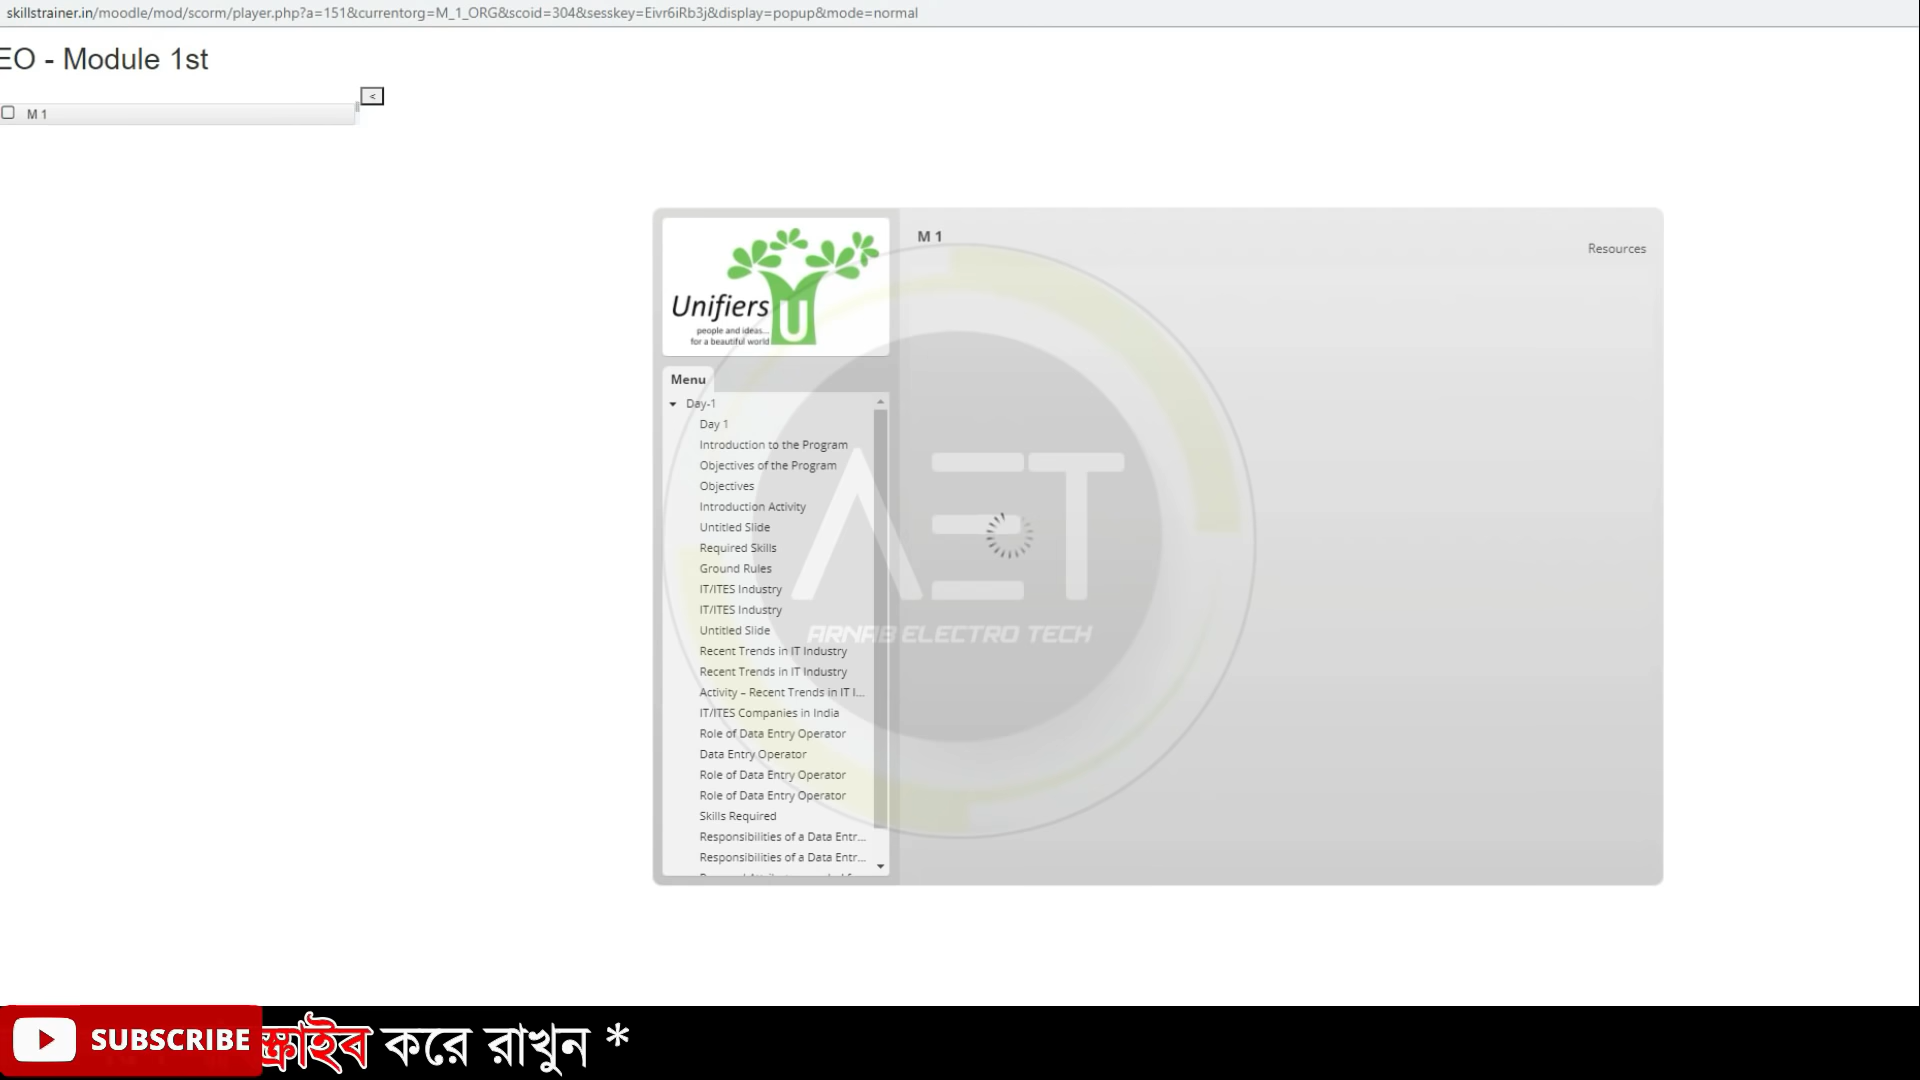 skillstrainer.in/moodle/mod/scorm/player.php?a=151&currentorg=M_1_ORG&scoid=304&sesskey=Eivr6iRb3j&display=popup&mode=normal
EO - Module 1st
<
M 1
Unifiers
people and ideas...
for a beautiful world
U
M 1
Resources
Menu
Day-1
Day 1
Introduction to the Program
Objectives of the Program
Objectives
Introduction Activity
Untitled Slide
Required Skills
Ground Rules
IT/ITES Industry
IT/ITES Industry
Untitled Slide
Recent Trends in IT Industry
Recent Trends in IT Industry
Activity – Recent Trends in IT I...
IT/ITES Companies in India
Role of Data Entry Operator
Data Entry Operator
Role of Data Entry Operator
Role of Data Entry Operator
Skills Required
Responsibilities of a Data Entr...
Responsibilities of a Data Entr...
AET
ARNAB ELECTRO TECH
SUBSCRIBE
স্ক্রাইব করে রাখুন *